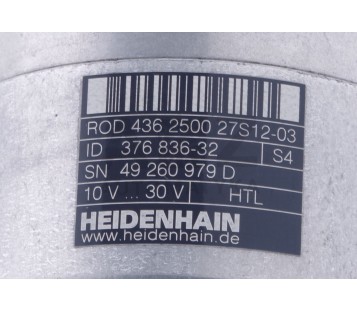 ROD 436 2500 27S12-03
ID 376 836-32 S4
SN 49 260 979 D
10 V ... 30 V HTL
HEIDENHAIN
www.heidenhain.de